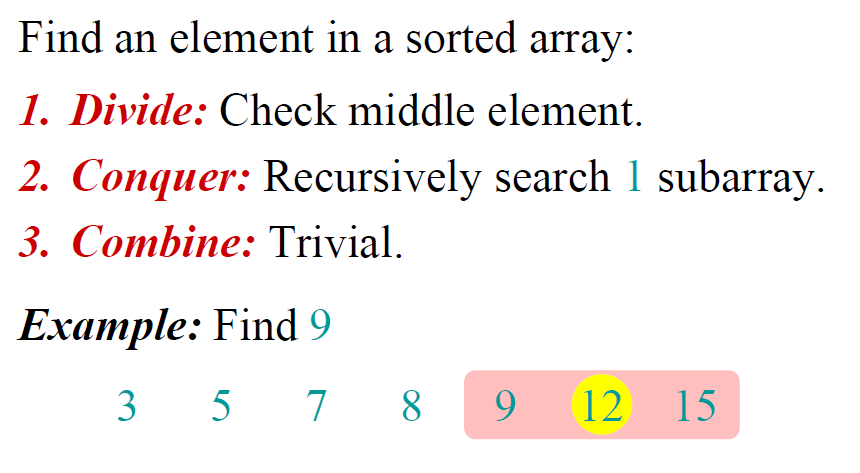 Find an element in a sorted array:
1. Divide: Check middle element.
2. Conquer: Recursively search 1 subarray.
3. Combine: Trivial.
Example: Find 9
3 5 7 8 9 12 15